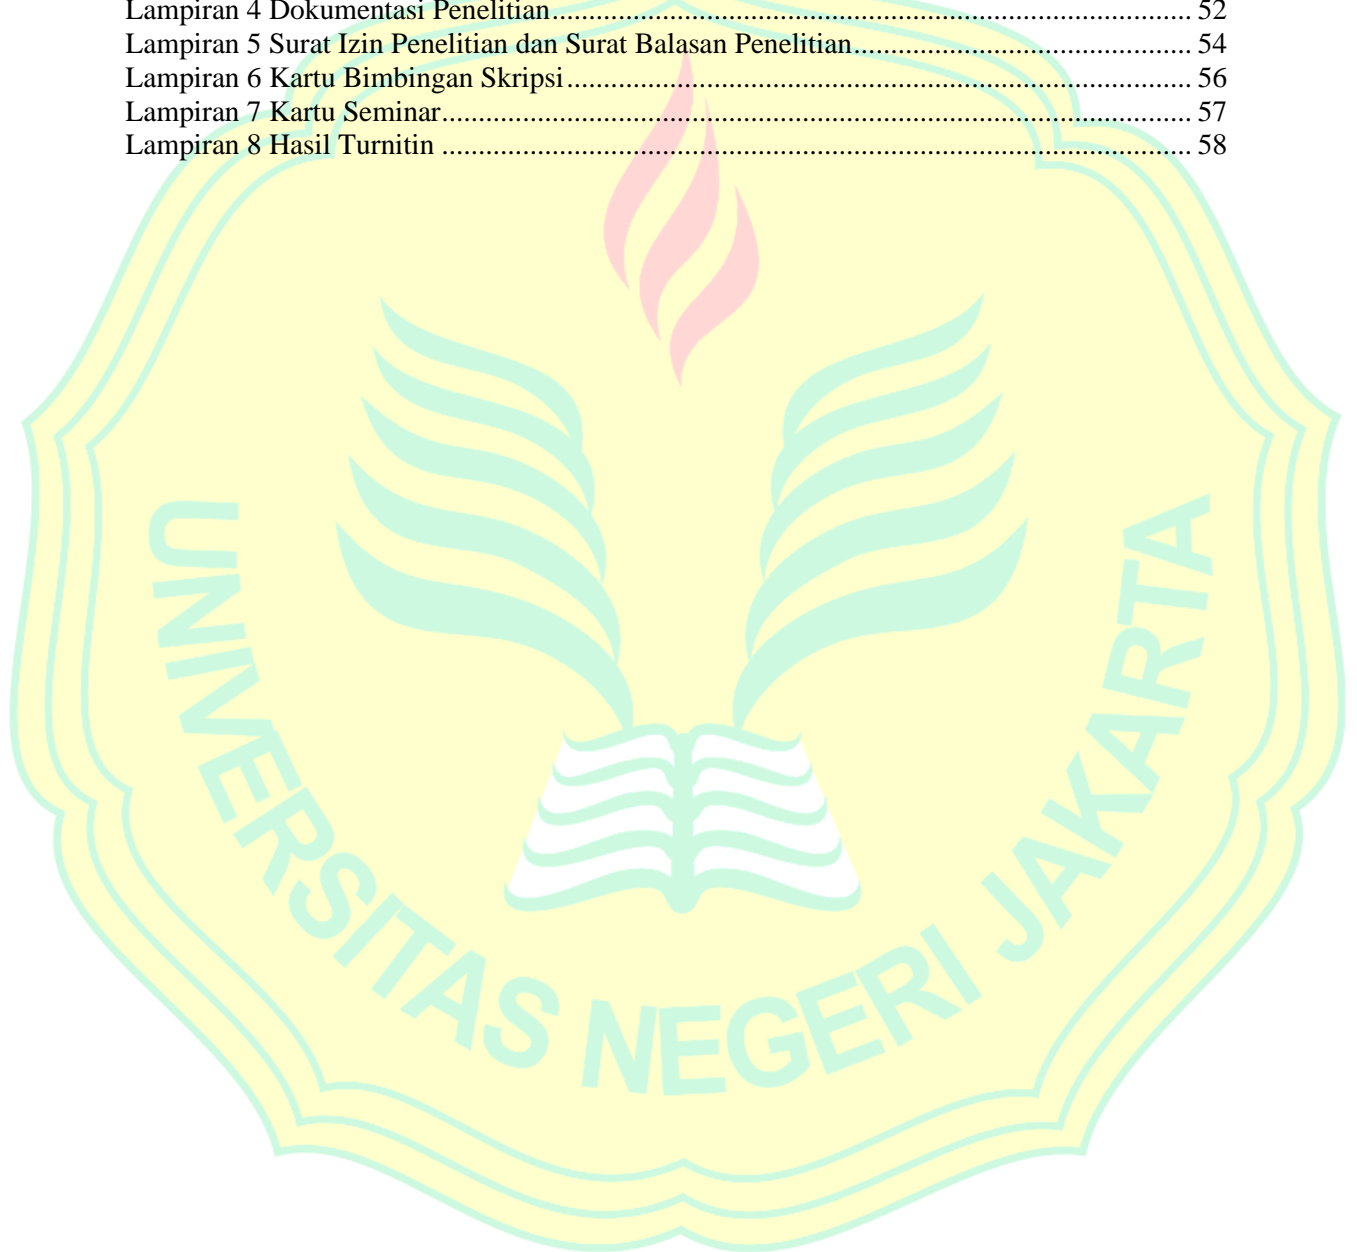 Lampiran 4 Dokumentasi Penelitian.......................................................................................... 52
Lampiran 5 Surat Izin Penelitian dan Surat Balasan Penelitian............................................... 54
Lampiran 6 Kartu Bimbingan Skripsi........................................................................................ 56
Lampiran 7 Kartu Seminar......................................................................................................... 57
Lampiran 8 Hasil Turnitin ......................................................................................................... 58
UNIVERSITAS NEGERI JAKARTA